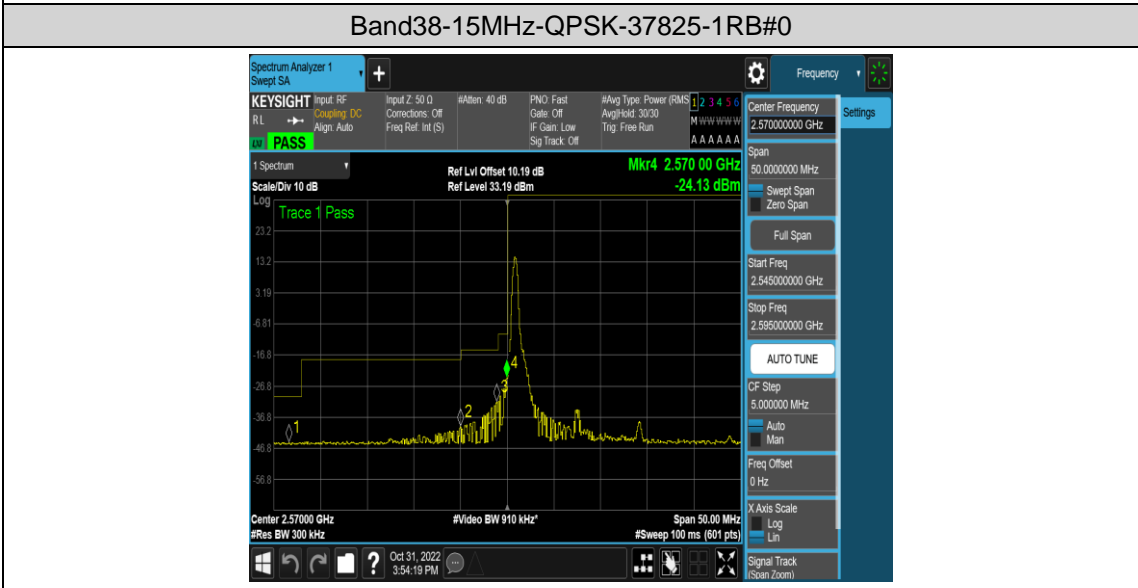 Band38-15MHz-QPSK-37825-1RB#0
Spectrum Analyzer 1
Swept SA
Frequency
KEYSIGHT
RL
Input: RF
Coupling: DC
Align: Auto
Input Z: 50 Ω
Corrections: Off
Freq Ref: Int (S)
#Atten: 40 dB
PNO: Fast
Gate: Off
IF Gain: Low
Sig Track: Off
#Avg Type: Power (RMS
Avg|Hold: 30/30
Trig: Free Run
1 2 3 4 5 6
M W W W W W
A A A A A A
PASS
1 Spectrum
Scale/Div 10 dB
Ref Lvl Offset 10.19 dB
Ref Level 33.19 dBm
Mkr4 2.570 00 GHz
-24.13 dBm
Log
Trace 1 Pass
23.2
13.2
3.19
-6.81
-16.8
-26.8
-36.8
-46.8
-56.8
1
2
3
4
Center 2.57000 GHz
#Res BW 300 kHz
#Video BW 910 kHz*
Span 50.00 MHz
#Sweep 100 ms (601 pts)
Center Frequency
2.570000000 GHz
Settings
Span
50.0000000 MHz
Swept Span
Zero Span
Full Span
Start Freq
2.545000000 GHz
Stop Freq
2.595000000 GHz
AUTO TUNE
CF Step
5.000000 MHz
Auto
Man
Freq Offset
0 Hz
X Axis Scale
Log
Lin
Signal Track
(Span Zoom)
?
Oct 31, 2022
3:54:19 PM